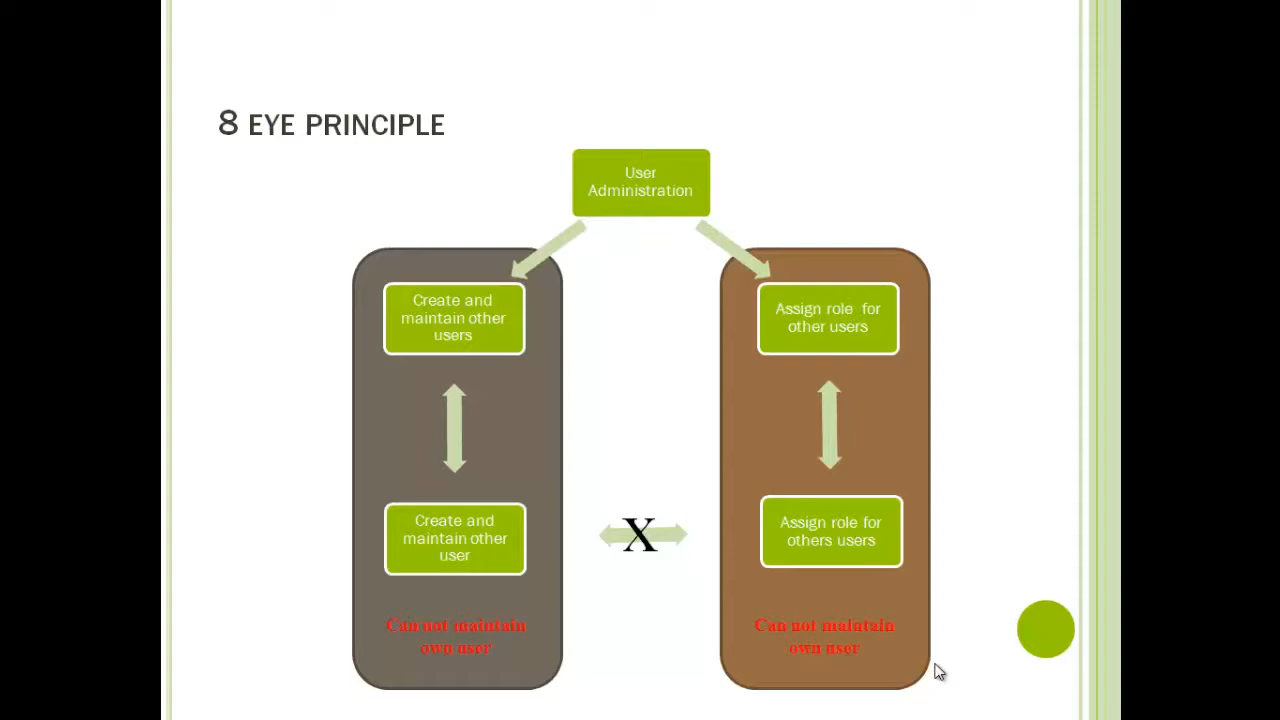 8 EYE PRINCIPLE
User
Administration
Create and
maintain other
users
Assign role for
other users
Create and
maintain other
user
X
Assign role for
others users
Can not maintain
own user
Can not maintain
own user